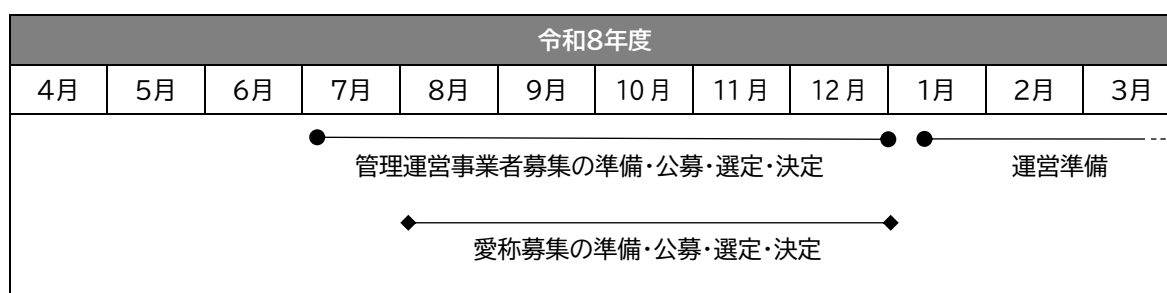 令和8年度
4月 5月 6月 7月 8月 9月 10月 11月 12月 1月 2月 3月
管理運営事業者募集の準備・公募・選定・決定 運営準備
愛称募集の準備・公募・選定・決定